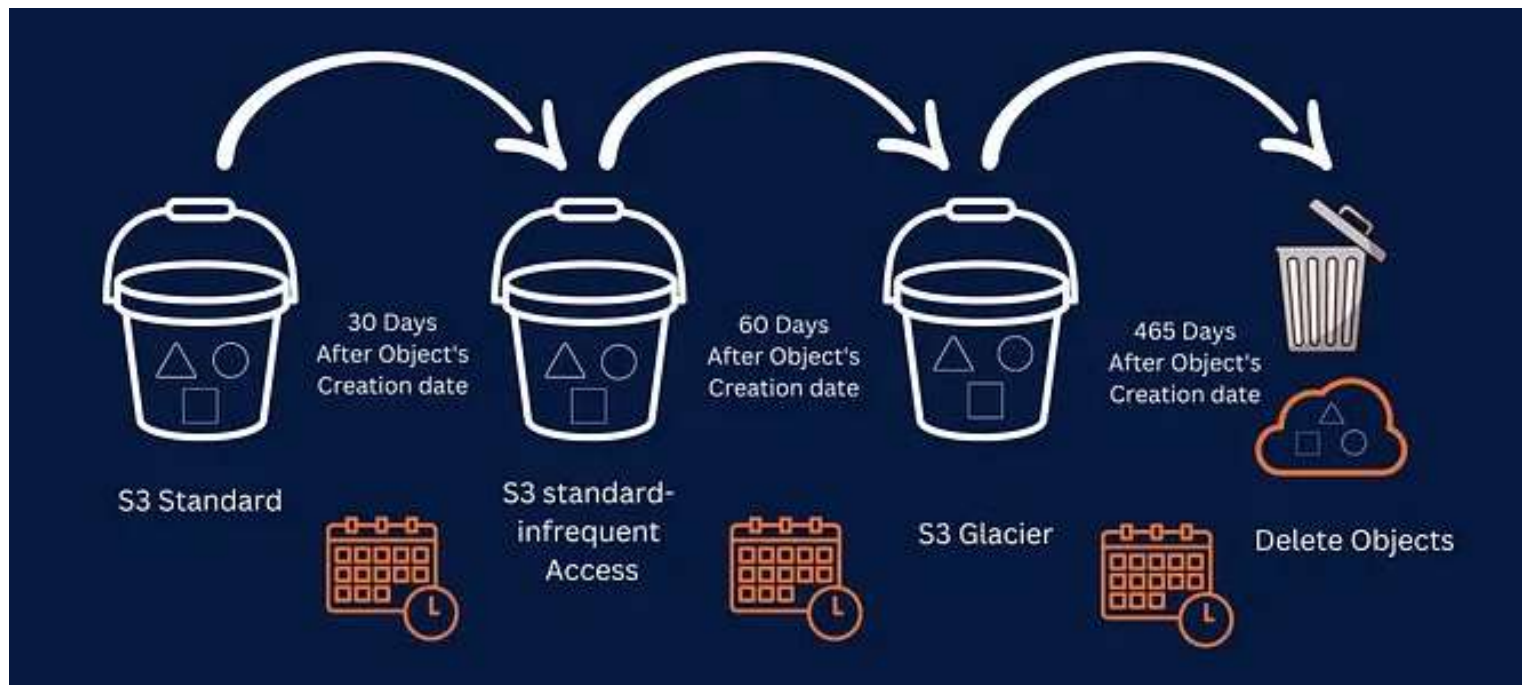 30 Days
After Object's
Creation date
60 Days
After Object's
Creation date
465 Days
After Object's
Creation date
S3 Standard
S3 standard-
infrequent
Access
S3 Glacier
Delete Objects